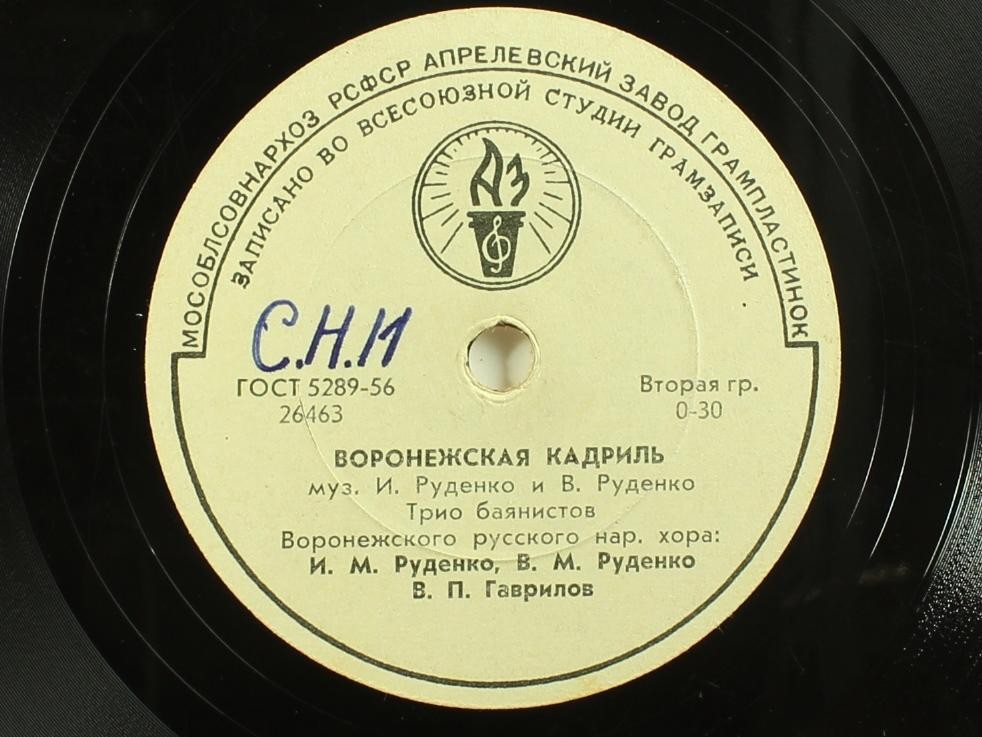 МОСОБЛСОВНАРХОЗ РСФСР АПРЕЛЕВСКИЙ ЗАВОД ГРАМПЛАСТИНОК
ЗАПИСАНО ВО ВСЕСОЮЗНОЙ СТУДИИ ГРАМЗАПИСИ
АЗ
С.Н.И
ГОСТ 5289-56
26463
Вторая гр.
0-30
ВОРОНЕЖСКАЯ КАДРИЛЬ
муз. И. Руденко и В. Руденко
Трио баянистов
Воронежского русского нар. хора:
И. М. Руденко, В. М. Руденко
В. П. Гаврилов